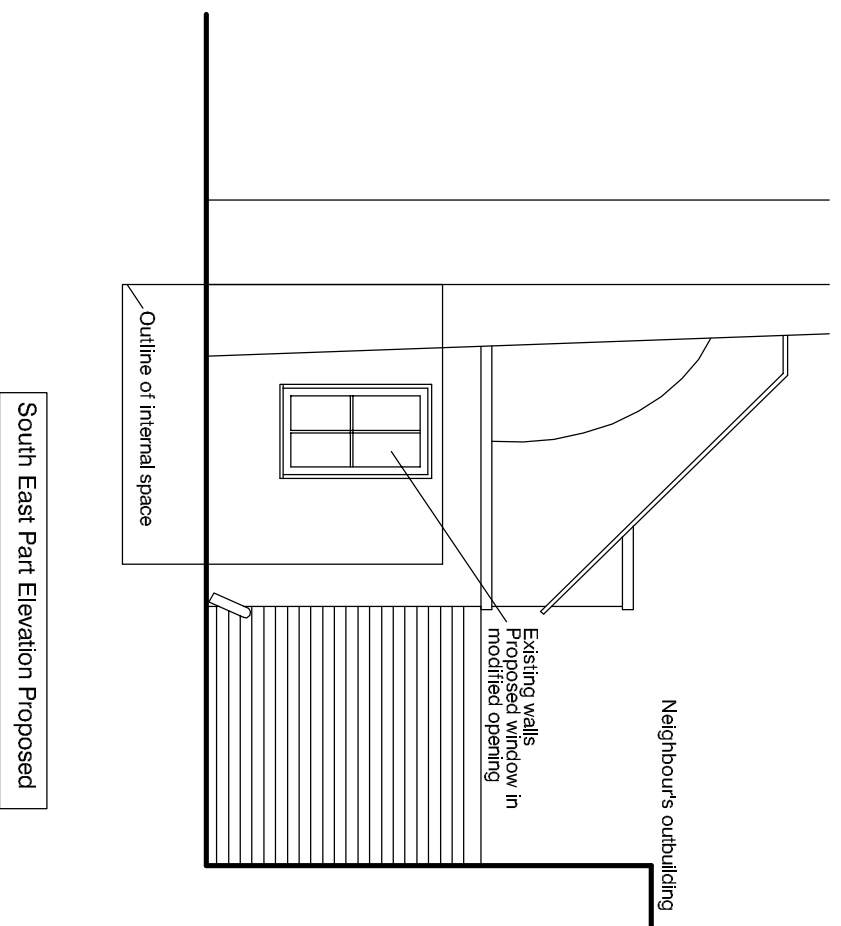 Neighbour's outbuilding
Existing walls
Proposed window in
modified opening
Outline of internal space
South East Part Elevation Proposed